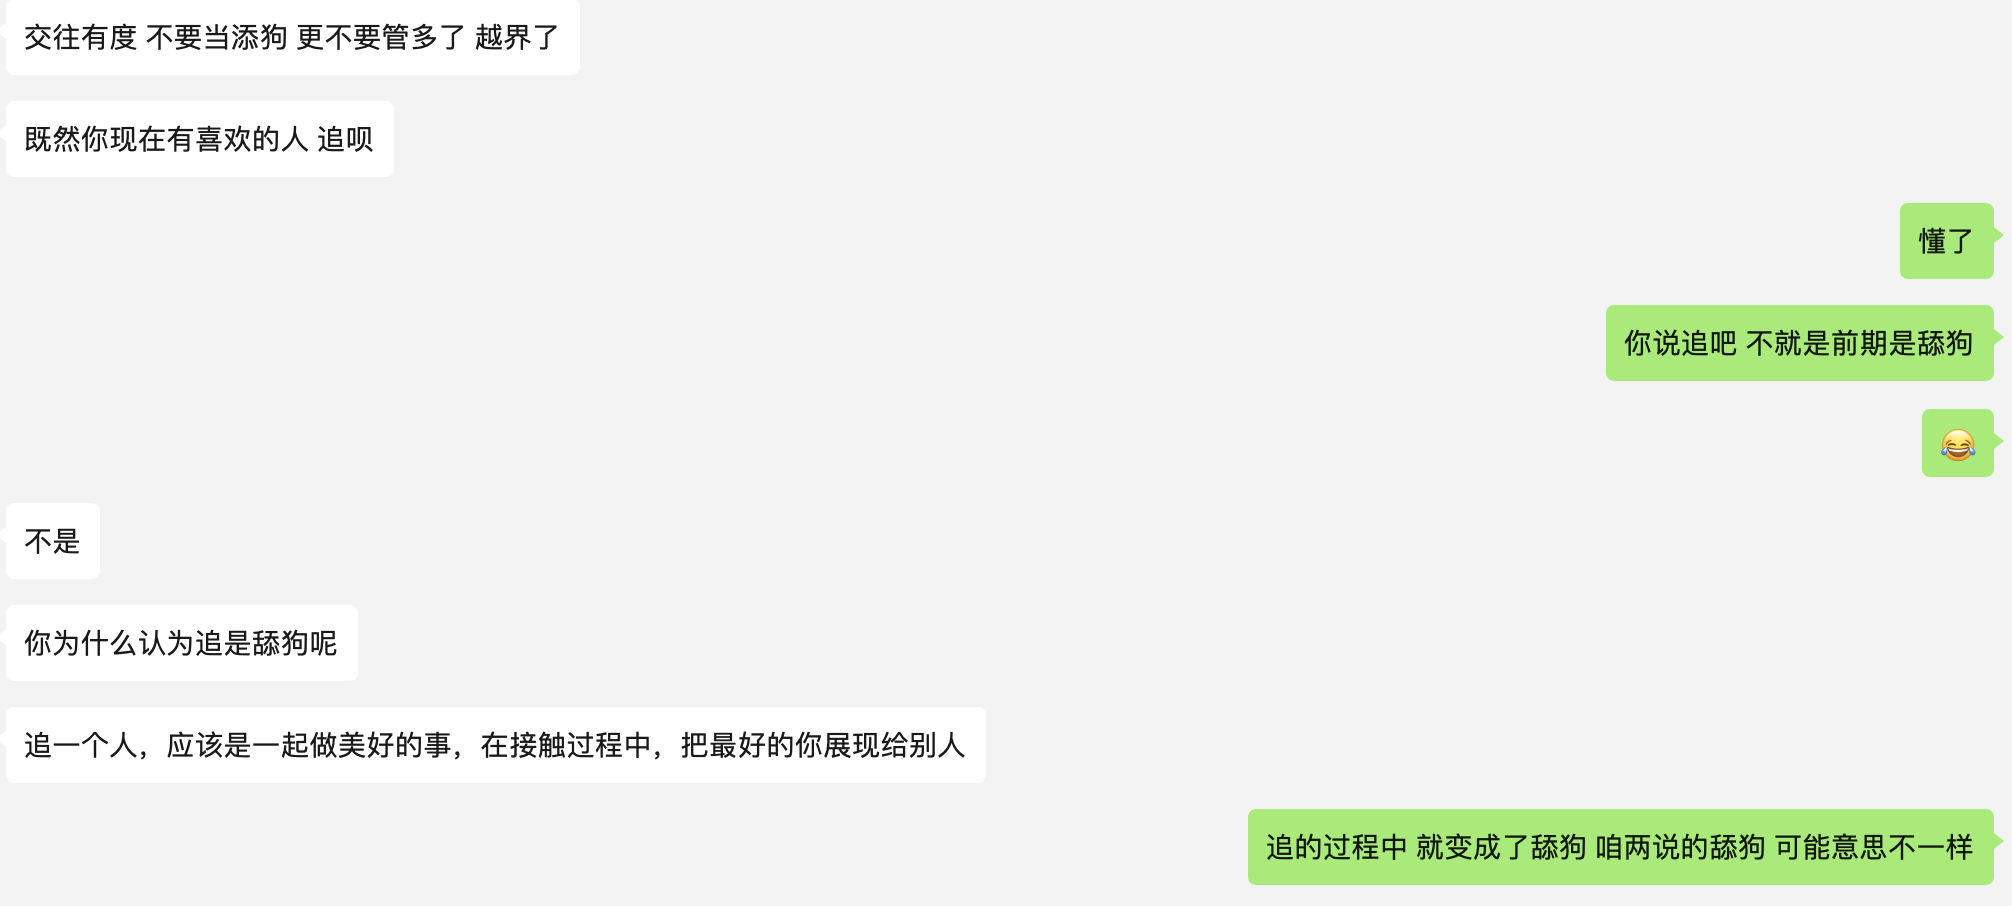 交往有度 不要当添狗 更不要管多了 越界了
既然你现在有喜欢的人 追呗
懂了
你说追吧 不就是前期是舔狗
😂
不是
你为什么认为追是舔狗呢
追一个人，应该是一起做美好的事，在接触过程中，把最好的你展现给别人
追的过程中 就变成了舔狗 咱两说的舔狗 可能意思不一样